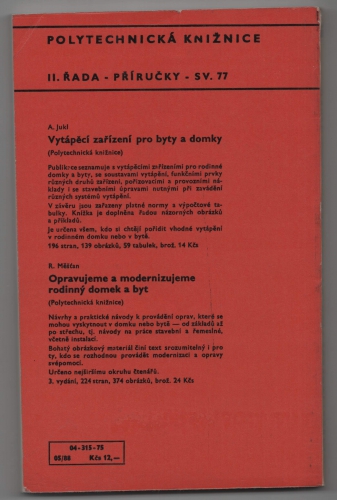 POLYTECHNICKÁ KNIŽNICE
II. ŘADA - PŘÍRUČKY - SV. 77
A. Jukl
Vytápěcí zařízení pro byty a domky
(Polytechnická knižnice)
Publikace seznamuje s vytápěcími zařízeními pro rodinné
domky a byty, se soustavami vytápění, funkčními prvky
různých druhů zařízení, pořizovacími a provozními ná-
klady i se stavebními úpravami nutnými při zavádění
různých systémů vytápění.
V závěru jsou zařazeny platné normy a výpočtové ta-
bulky. Knížka je doplněna řadou názorných obrázků
a příkladů.
Je určena všem, kdo si chtějí pořídit vhodné vytápění
v rodinném domku nebo v bytě.
196 stran, 139 obrázků, 59 tabulek, brož. 14 Kčs
R. Měšťan
Opravujeme a modernizujeme
rodinný domek a byt
(Polytechnická knižnice)
Návrhy a praktické návody k provádění oprav, které se
mohou vyskytnout v domku nebo bytě — od základů až
po střechu, tj. návody na práce stavební a řemeslné,
včetně instalací.
Bohatý obrázkový materiál činí text srozumitelný i pro
ty, kdo se rozhodnou provádět modernizaci a opravy
svépomocí.
Určeno nejširšímu okruhu čtenářů.
3. vydání, 224 stran, 374 obrázků, brož. 24 Kčs
04-315-75
05/86 Kčs 12,—